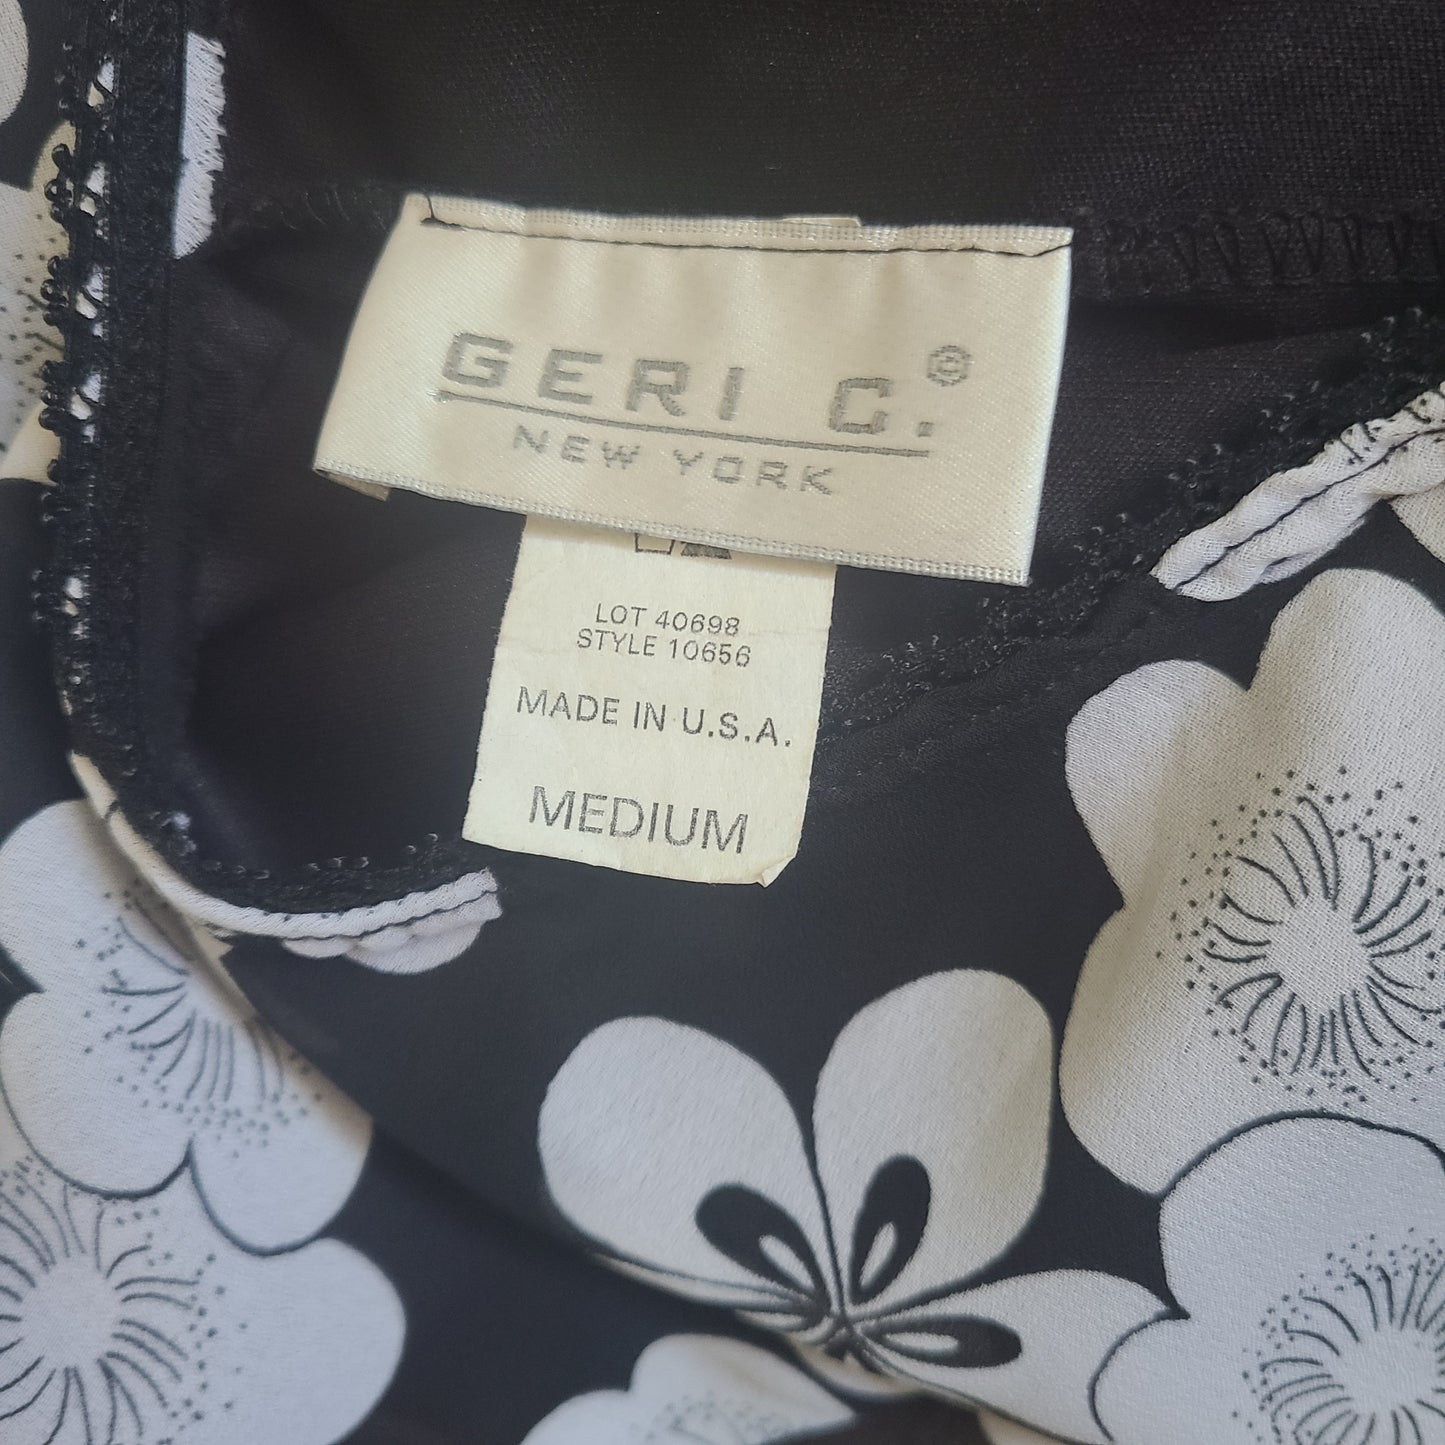 GERI C.©
NEW YORK
LOT 40698
STYLE 10656
MADE IN U.S.A.
MEDIUM